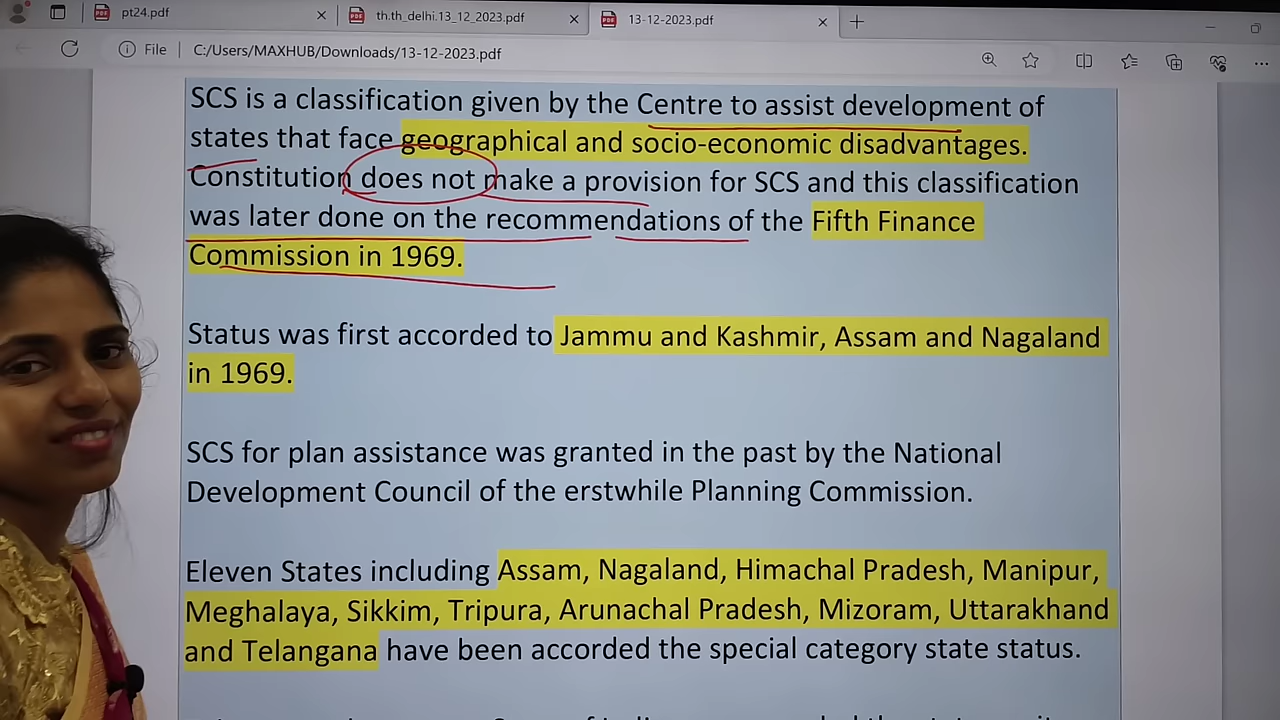 pt24.pdf
th.th_delhi.13_12_2023.pdf
13-12-2023.pdf
File
C:/Users/MAXHUB/Downloads/13-12-2023.pdf
SCS is a classification given by the Centre to assist development of
states that face geographical and socio-economic disadvantages.
Constitution does not make a provision for SCS and this classification
was later done on the recommendations of the Fifth Finance
Commission in 1969.
Status was first accorded to Jammu and Kashmir, Assam and Nagaland
in 1969.
SCS for plan assistance was granted in the past by the National
Development Council of the erstwhile Planning Commission.
Eleven States including Assam, Nagaland, Himachal Pradesh, Manipur,
Meghalaya, Sikkim, Tripura, Arunachal Pradesh, Mizoram, Uttarakhand
and Telangana have been accorded the special category state status.